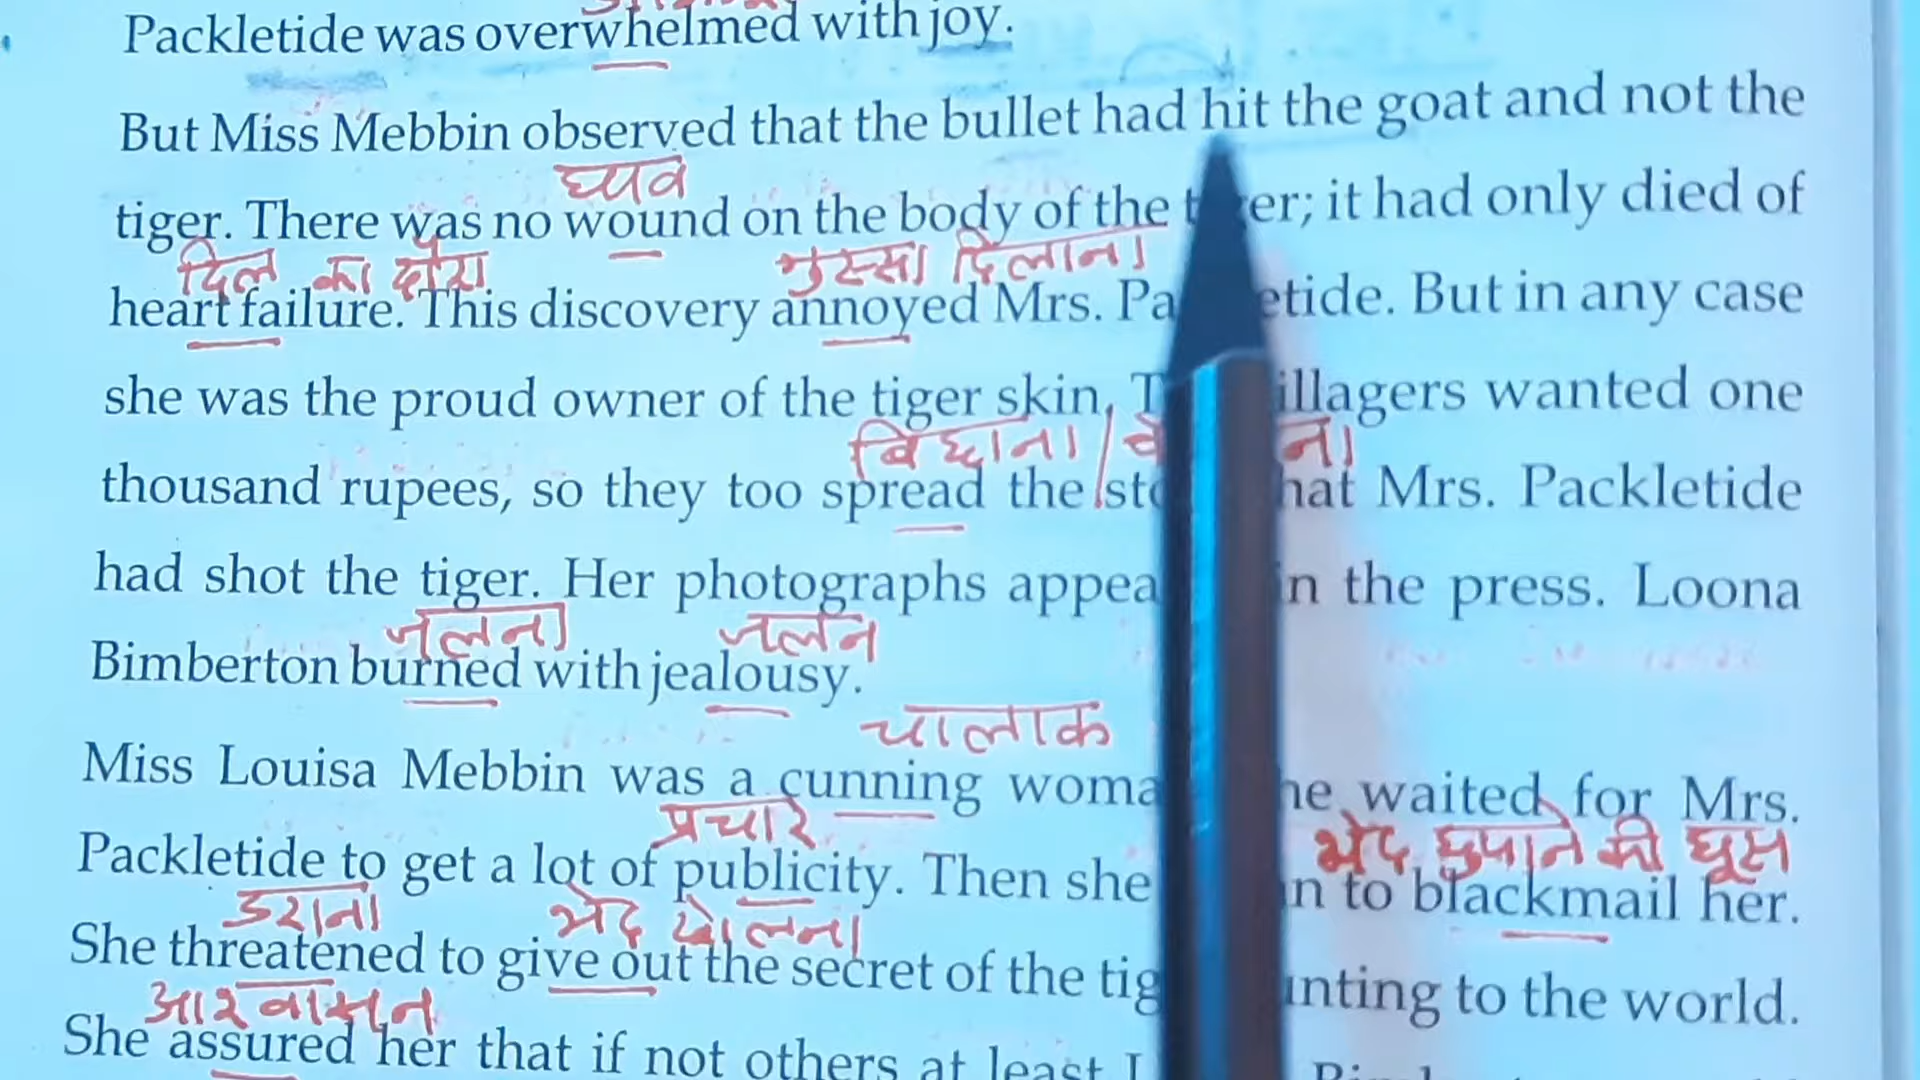 Packletide was overwhelmed with joy.
But Miss Mebbin observed that the bullet had hit the goat and not the
घाव
tiger. There was no wound on the body of the t er; it had only died of
दिल का दौरा गुस्सा दिलाना
heart failure. This discovery annoyed Mrs. Pa etide. But in any case
she was the proud owner of the tiger skin. T illagers wanted one
बिछाना / ना
thousand rupees, so they too spread the sto hat Mrs. Packletide
had shot the tiger. Her photographs appea in the press. Loona
जलना जलन
Bimberton burned with jealousy.
चालाक
Miss Louisa Mebbin was a cunning woma he waited for Mrs.
प्रचार भेद छुपाने की घूस
Packletide to get a lot of publicity. Then she n to blackmail her.
डराना भेद खोलना
She threatened to give out the secret of the tig unting to the world.
आश्वासन
She assured her that if not others at least